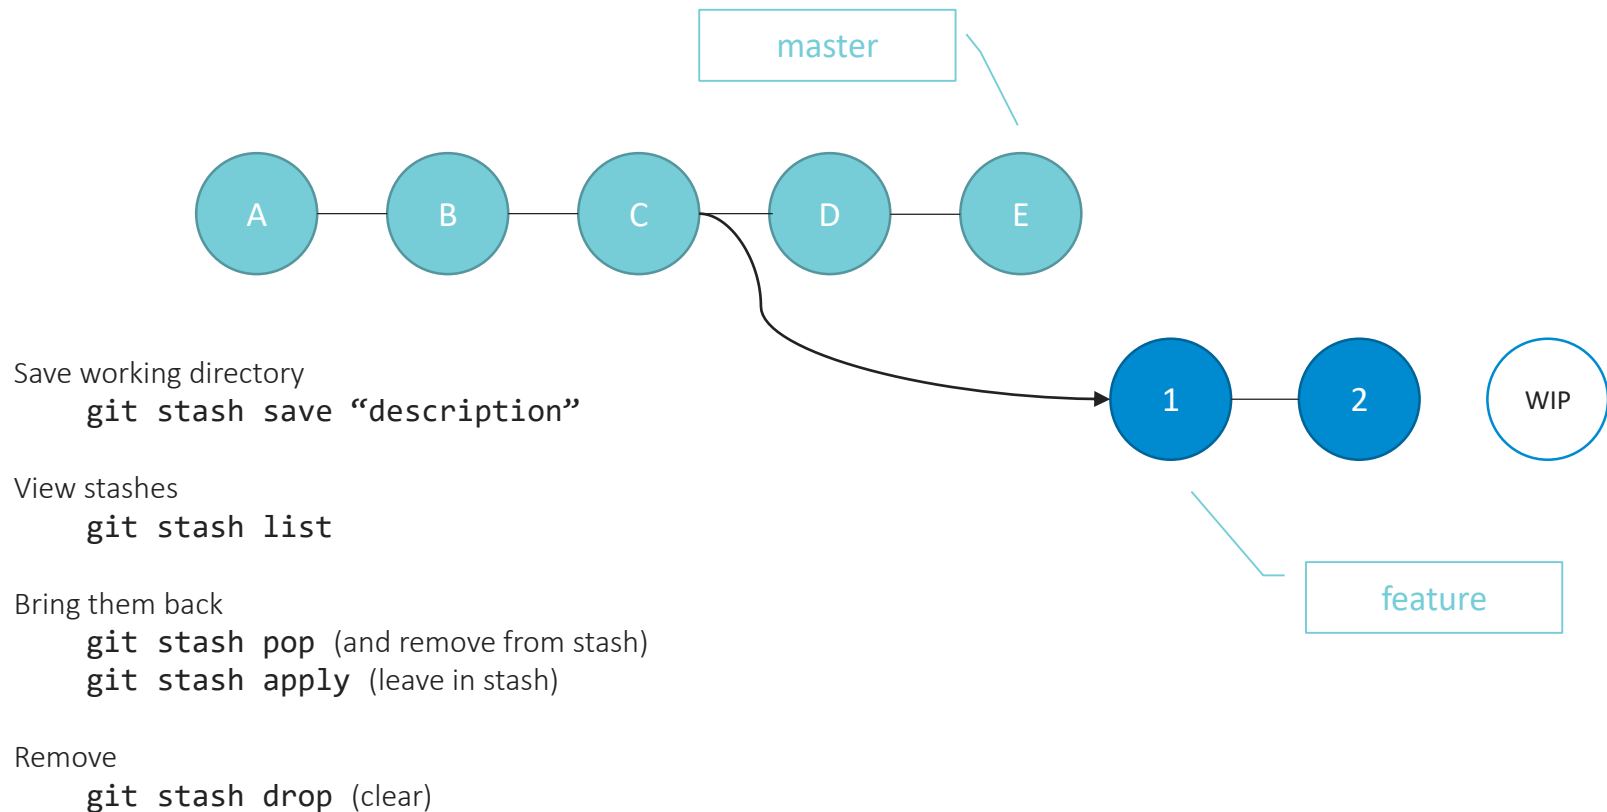 master
A B C D E
1 2 WIP
feature
Save working directory
git stash save “description”
View stashes
git stash list
Bring them back
git stash pop (and remove from stash)
git stash apply (leave in stash)
Remove
git stash drop (clear)